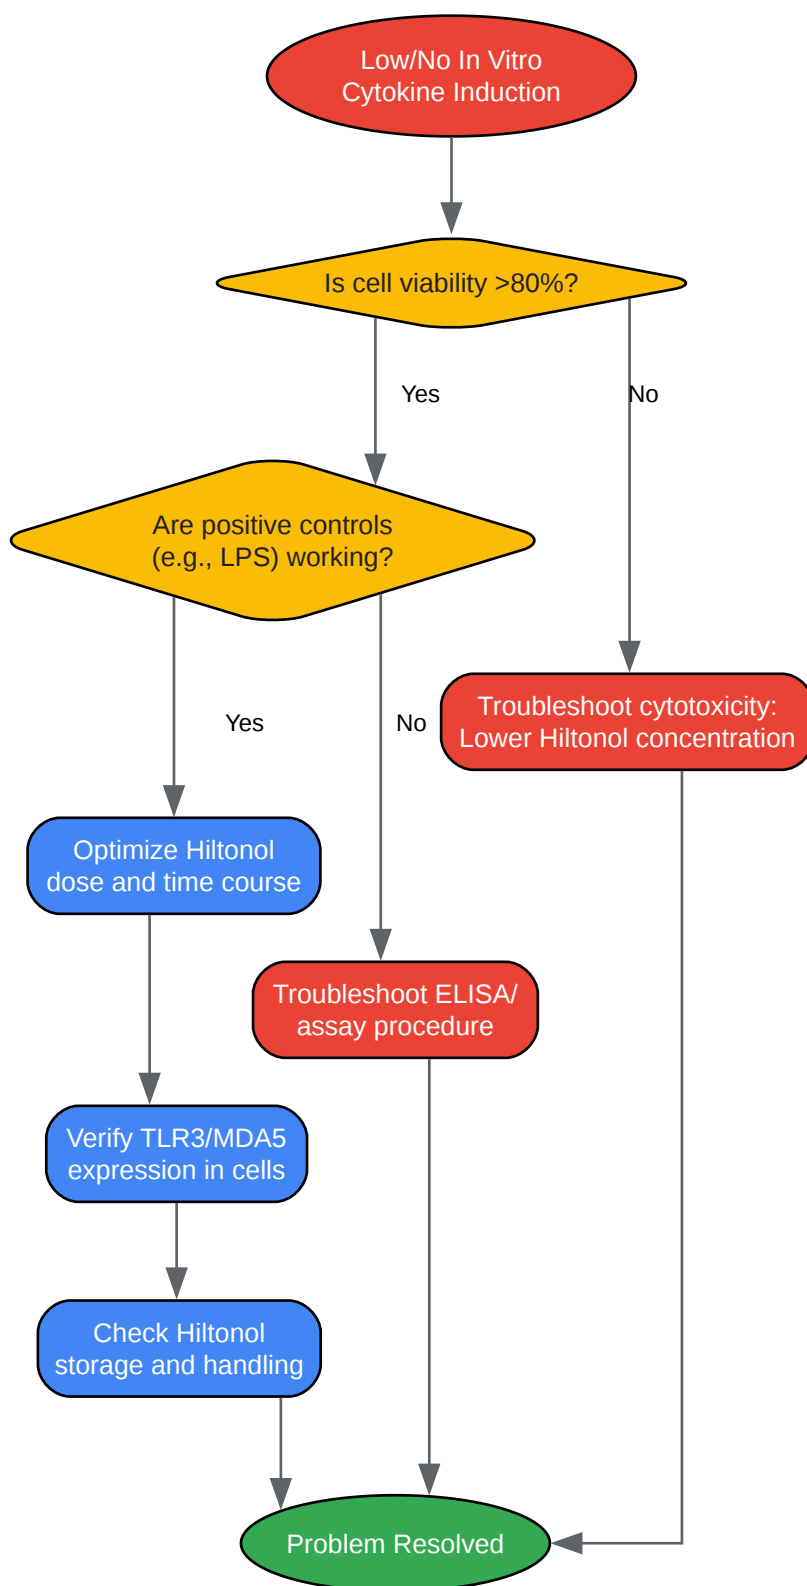 Low/No In Vitro
Cytokine Induction
Is cell viability >80%?
Yes
No
Are positive controls
(e.g., LPS) working?
Troubleshoot cytotoxicity:
Lower Hiltonol concentration
Yes
No
Optimize Hiltonol
dose and time course
Troubleshoot ELISA/
assay procedure
Verify TLR3/MDA5
expression in cells
Check Hiltonol
storage and handling
Problem Resolved